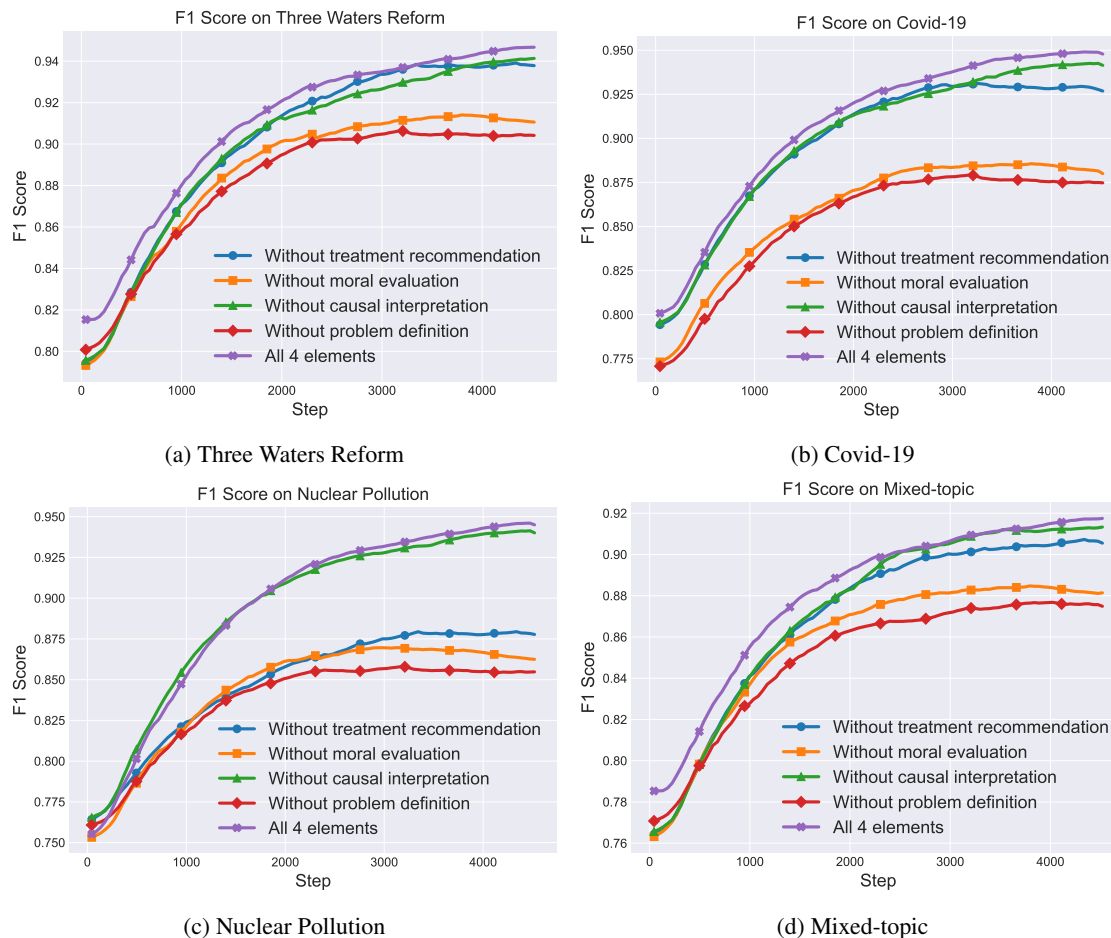 F1 Score on Three Waters Reform
F1 Score
0.94
0.92
0.90
0.88
0.86
0.84
0.82
0.80
Without treatment recommendation
Without moral evaluation
Without causal interpretation
Without problem definition
All 4 elements
0 1000 2000 3000 4000
Step
(a) Three Waters Reform
F1 Score on Covid-19
F1 Score
0.950
0.925
0.900
0.875
0.850
0.825
0.800
0.775
Without treatment recommendation
Without moral evaluation
Without causal interpretation
Without problem definition
All 4 elements
0 1000 2000 3000 4000
Step
(b) Covid-19
F1 Score on Nuclear Pollution
F1 Score
0.950
0.925
0.900
0.875
0.850
0.825
0.800
0.775
0.750
Without treatment recommendation
Without moral evaluation
Without causal interpretation
Without problem definition
All 4 elements
0 1000 2000 3000 4000
Step
(c) Nuclear Pollution
F1 Score on Mixed-topic
F1 Score
0.92
0.90
0.88
0.86
0.84
0.82
0.80
0.78
0.76
Without treatment recommendation
Without moral evaluation
Without causal interpretation
Without problem definition
All 4 elements
0 1000 2000 3000 4000
Step
(d) Mixed-topic